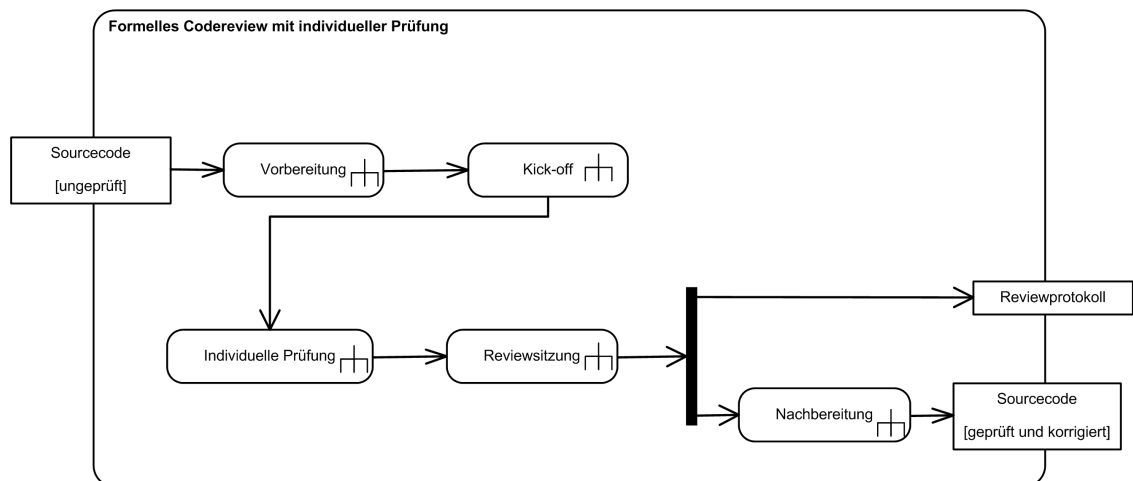 Formelles Codereview mit individueller Prüfung
Sourcecode
[ungeprüft]
Vorbereitung
Kick-off
Reviewprotokoll
Individuelle Prüfung
Reviewsitzung
Sourcecode
[geprüft und korrigiert]
Nachbereitung